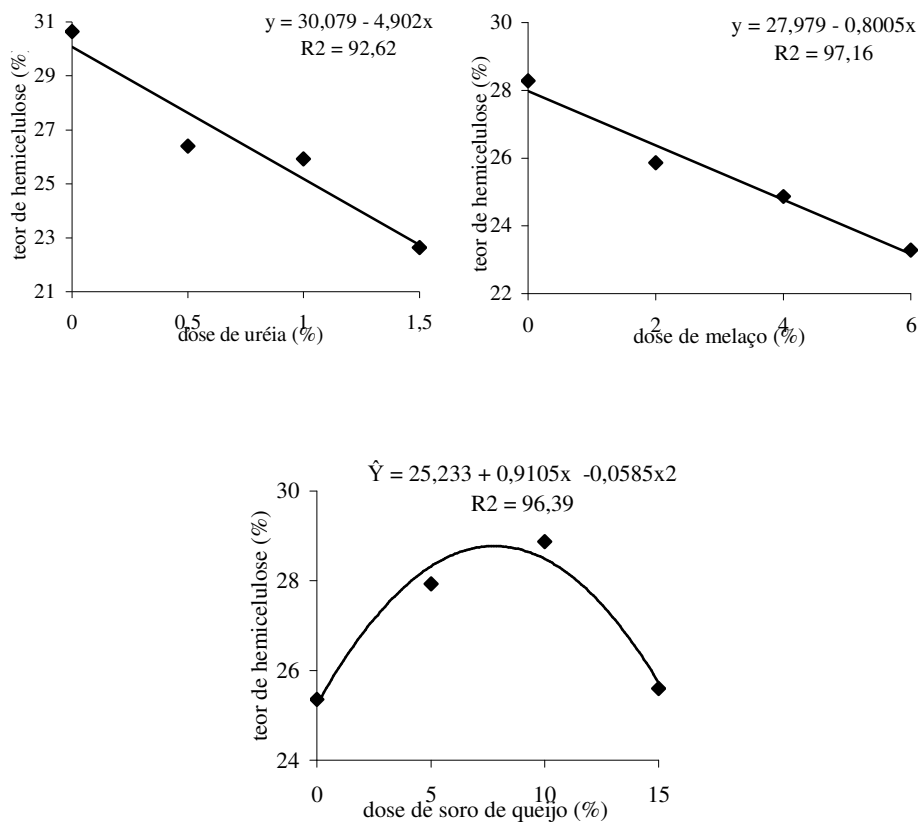 y = 30,079 - 4,902x
R2 = 92,62
teor de hemicelulose (%)
31
29
27
25
23
21
0
0,5
1
1,5
dose de uréia (%)
y = 27,979 - 0,8005x
R2 = 97,16
teor de hemicelulose (%)
30
28
26
24
22
0
2
4
6
dose de melaço (%)
Ŷ = 25,233 + 0,9105x -0,0585x2
R2 = 96,39
teor de hemicelulose (%)
30
28
26
24
0
5
10
15
dose de soro de queijo (%)